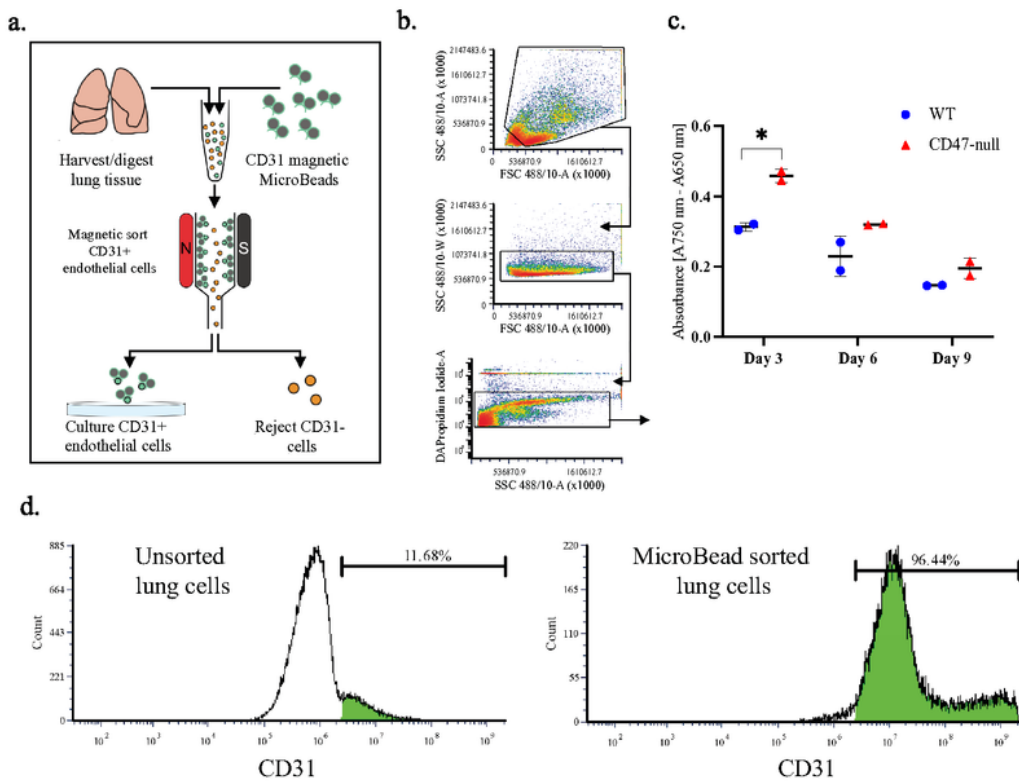 a.
Harvest/digest
lung tissue
CD31 magnetic
MicroBeads
Magnetic sort
CD31+
endothelial cells
N
S
Culture CD31+
endothelial cells
Reject CD31-
cells
b.
SSC 488/10-A (x1000)
2147483.6
1610612.7
1073741.8
536870.9
0
0
536870.9
1610612.7
FSC 488/10-A (x1000)
SSC 488/10-W (x1000)
2147483.6
1610612.7
1073741.8
536870.9
0
0
536870.9
1610612.7
FSC 488/10-A (x1000)
DAPropidium Iodide-A
536870.9
1610612.7
SSC 488/10-A (x1000)
c.
WT
CD47-null
Absorbance [A750 nm - A650 nm]
0.6
0.4
0.2
0.0
*
Day 3
Day 6
Day 9
d.
Unsorted
lung cells
11.68%
Count
885
664
443
221
0
10² 10³ 10⁴ 10⁵ 10⁶ 10⁷ 10⁸ 10⁹
CD31
MicroBead sorted
lung cells
96.44%
Count
220
165
110
55
0
10² 10³ 10⁴ 10⁵ 10⁶ 10⁷ 10⁸ 10⁹
CD31